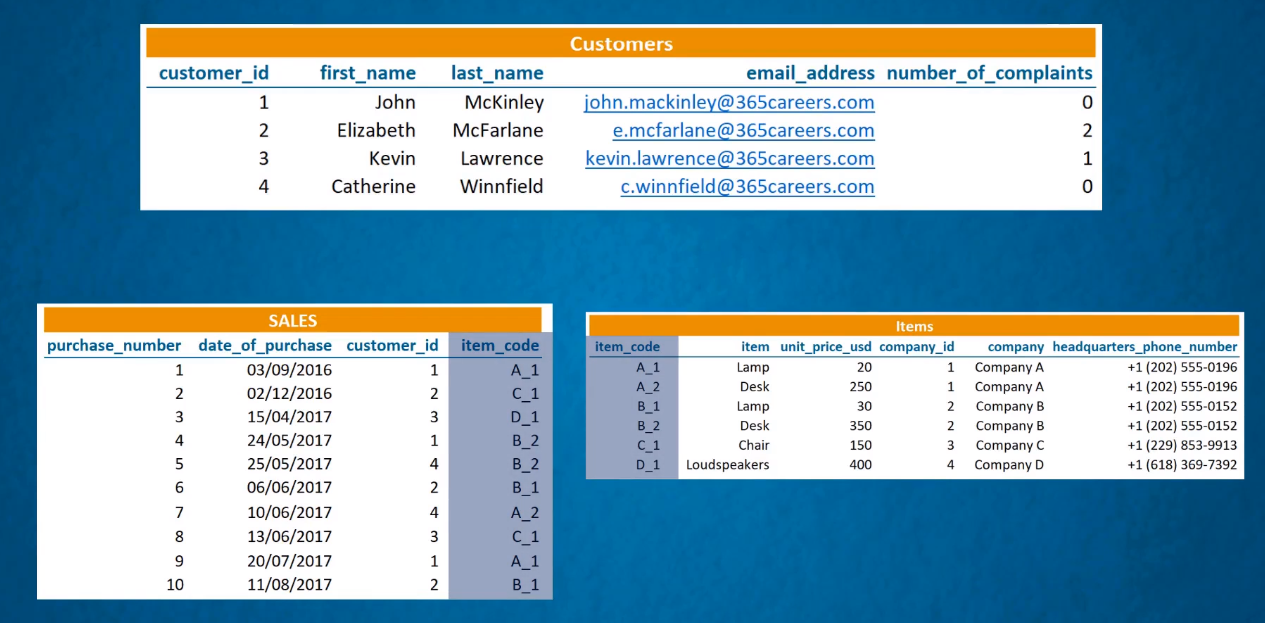 Customers
customer_id first_name last_name email_address number_of_complaints
1 John McKinley john.mackinley@365careers.com 0
2 Elizabeth McFarlane e.mcfarlane@365careers.com 2
3 Kevin Lawrence kevin.lawrence@365careers.com 1
4 Catherine Winnfield c.winnfield@365careers.com 0
SALES
purchase_number date_of_purchase customer_id item_code
1 03/09/2016 1 A_1
2 02/12/2016 2 C_1
3 15/04/2017 3 D_1
4 24/05/2017 1 B_2
5 25/05/2017 4 B_2
6 06/06/2017 2 B_1
7 10/06/2017 4 A_2
8 13/06/2017 3 C_1
9 20/07/2017 1 A_1
10 11/08/2017 2 B_1
Items
item_code item unit_price_usd company_id company headquarters_phone_number
A_1 Lamp 20 1 Company A +1 (202) 555-0196
A_2 Desk 250 1 Company A +1 (202) 555-0196
B_1 Lamp 30 2 Company B +1 (202) 555-0152
B_2 Desk 350 2 Company B +1 (202) 555-0152
C_1 Chair 150 3 Company C +1 (229) 853-9913
D_1 Loudspeakers 400 4 Company D +1 (618) 369-7392